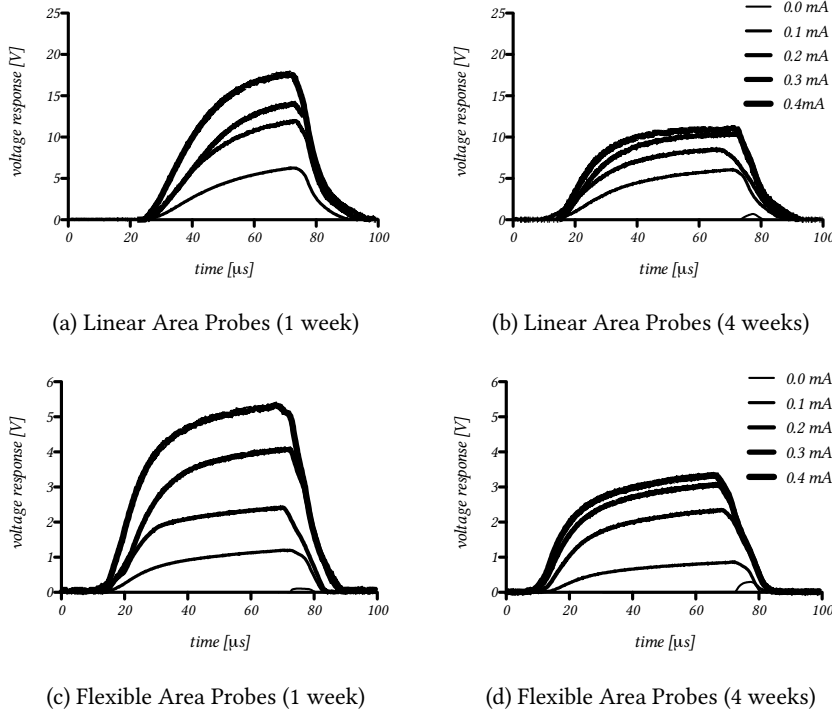 25
20
15
10
5
0
voltage response [V]
0 20 40 60 80 100
time [µs]
(a) Linear Area Probes (1 week)
25
20
15
10
5
0
voltage response [V]
0 20 40 60 80 100
time [µs]
0.0 mA
0.1 mA
0.2 mA
0.3 mA
0.4mA
(b) Linear Area Probes (4 weeks)
6
5
4
3
2
1
0
voltage response [V]
0 20 40 60 80 100
time [µs]
(c) Flexible Area Probes (1 week)
6
5
4
3
2
1
0
voltage response [V]
0 20 40 60 80 100
time [µs]
0.0 mA
0.1 mA
0.2 mA
0.3 mA
0.4 mA
(d) Flexible Area Probes (4 weeks)